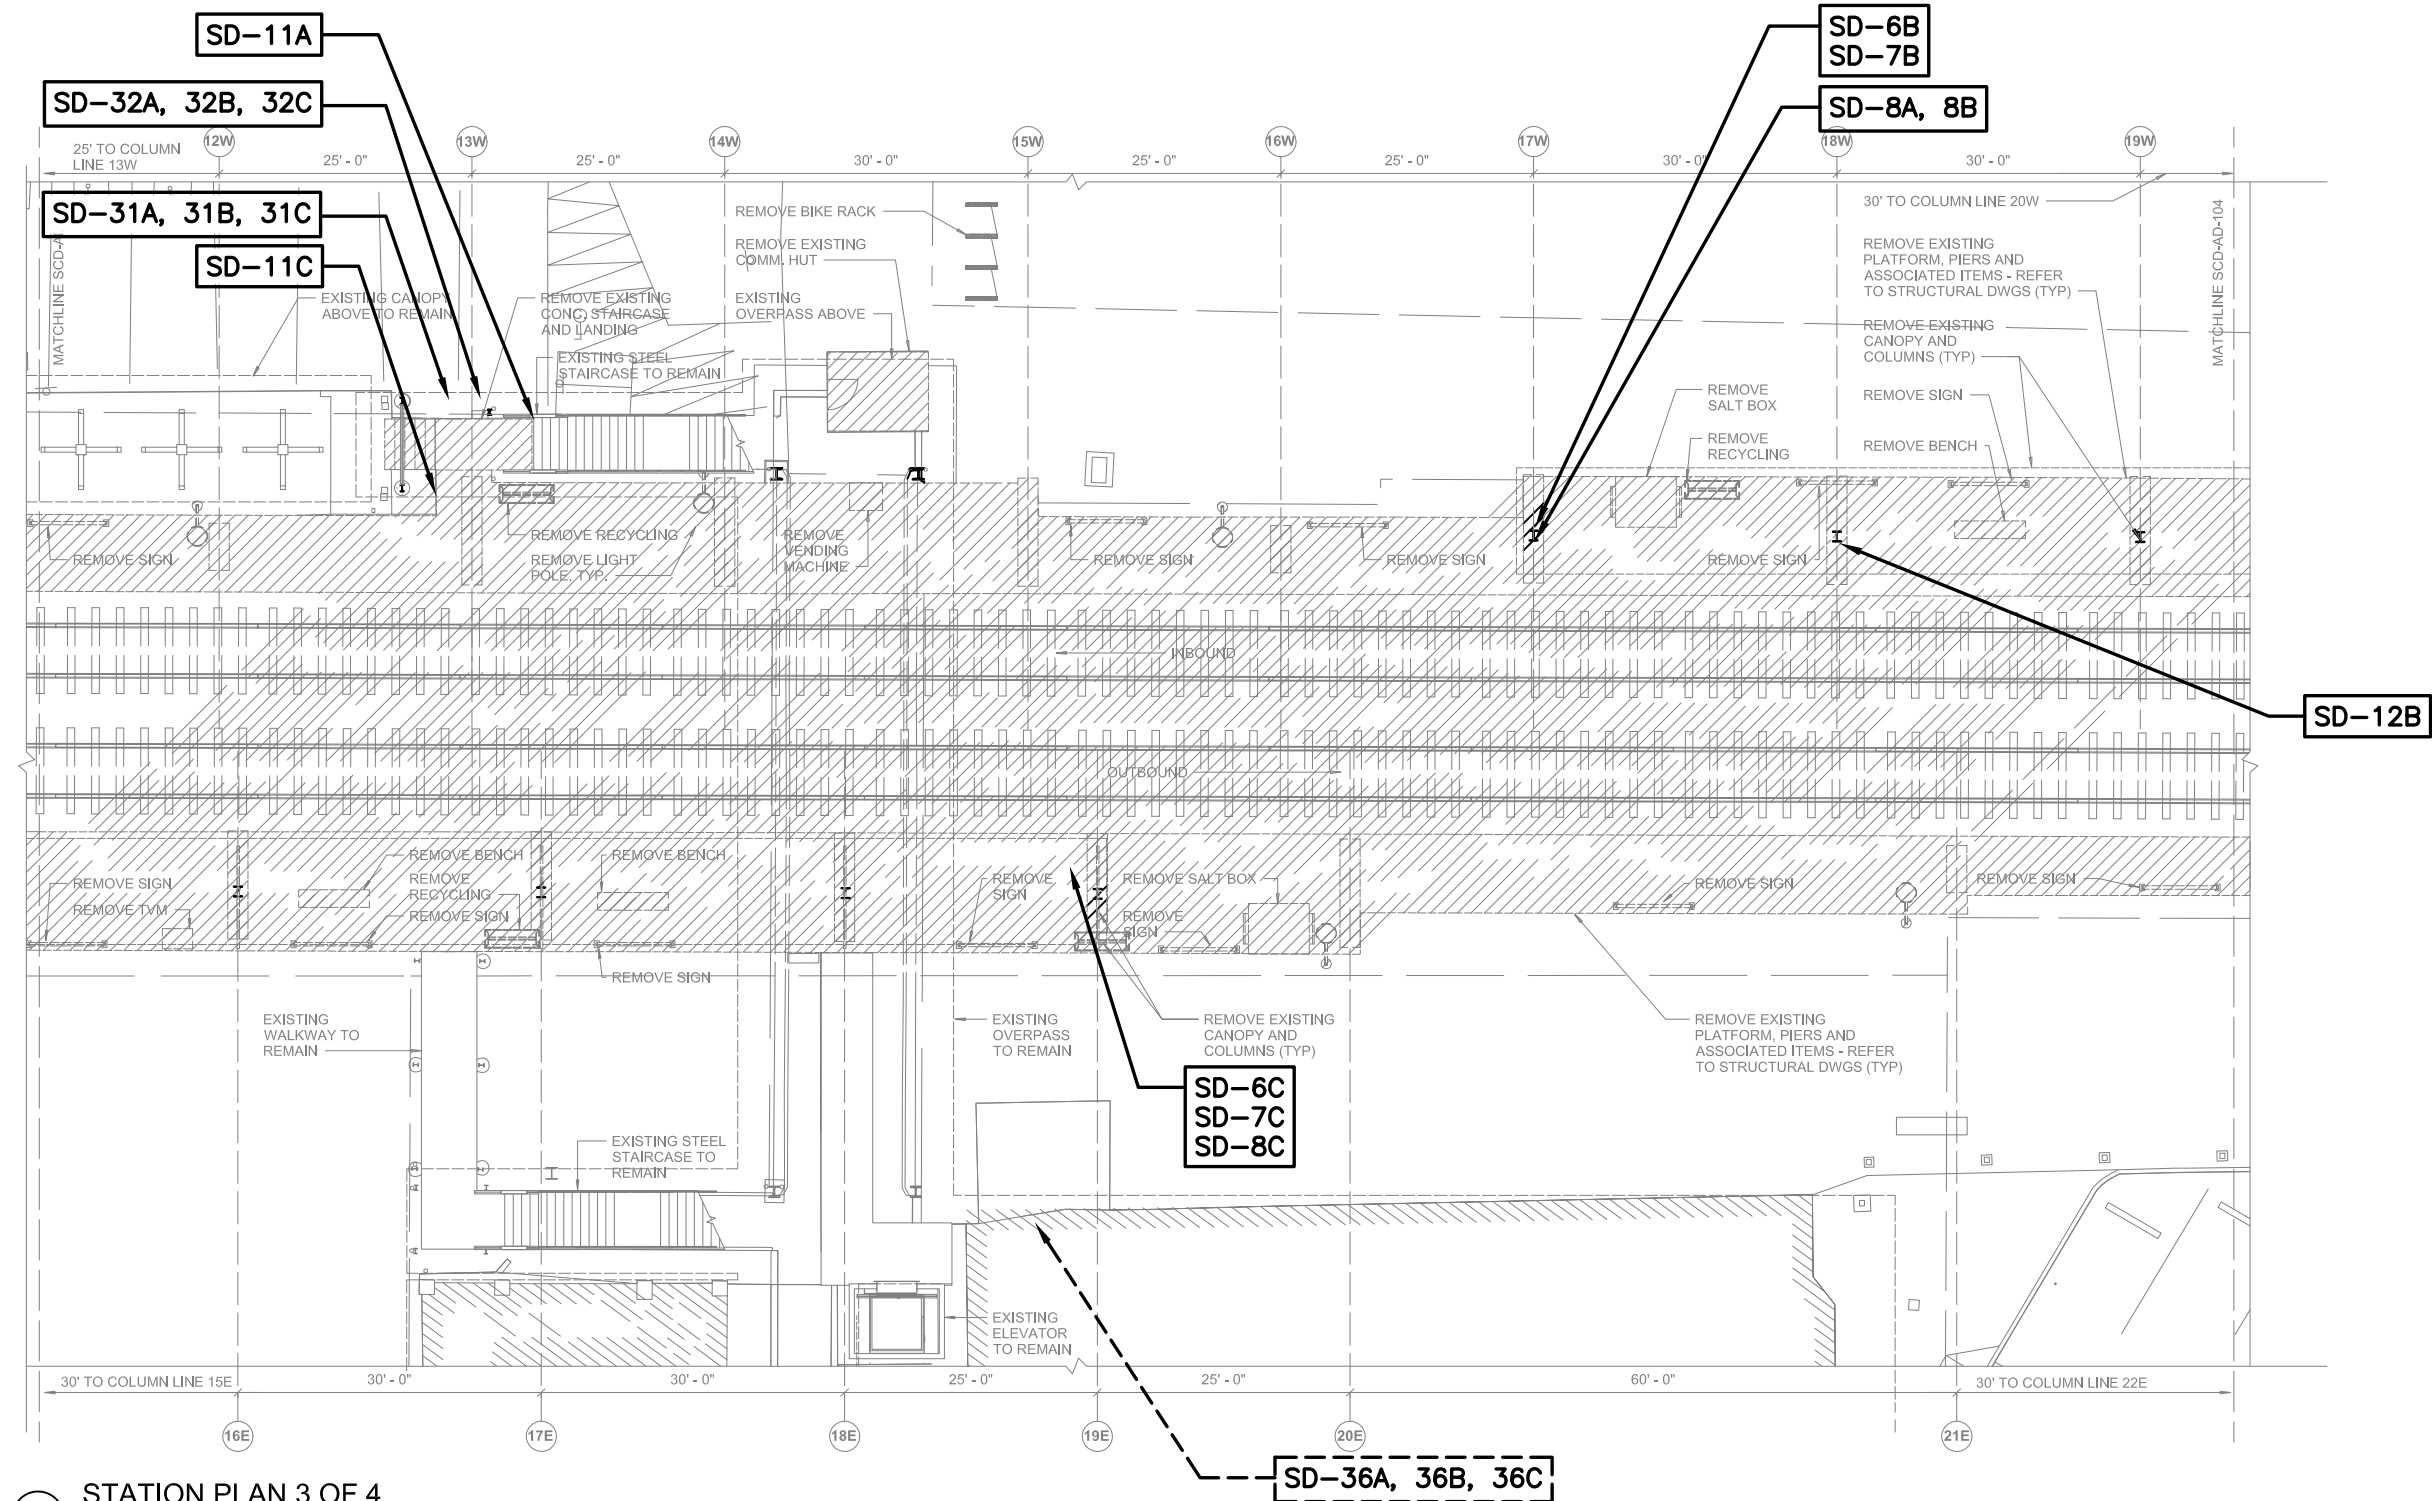 SD-11A
SD-6B
SD-7B
SD-32A, 32B, 32C
SD-8A, 8B
12W
13W
14W
15W
16W
17W
18W
19W
25' TO COLUMN
LINE 13W
25' - 0"
25' - 0"
30' - 0"
25' - 0"
25' - 0"
30' - 0"
30' - 0"
SD-31A, 31B, 31C
SD-11C
MATCHLINE SCD-A
REMOVE BIKE RACK
REMOVE EXISTING
COMM. HUT
EXISTING
OVERPASS ABOVE
30' TO COLUMN LINE 20W
MATCHLINE SCD-AD-104
REMOVE EXISTING
PLATFORM, PIERS AND
ASSOCIATED ITEMS - REFER
TO STRUCTURAL DWGS (TYP)
EXISTING CANOPY
ABOVE TO REMAIN
REMOVE EXISTING
CONC. STAIRCASE
AND LANDING
EXISTING STEEL
STAIRCASE TO REMAIN
REMOVE EXISTING
CANOPY AND
COLUMNS (TYP)
REMOVE
SALT BOX
REMOVE SIGN
REMOVE
RECYCLING
REMOVE BENCH
REMOVE SIGN
REMOVE RECYCLING
REMOVE LIGHT
POLE, TYP.
REMOVE
VENDING
MACHINE
REMOVE SIGN
REMOVE SIGN
REMOVE SIGN
INBOUND
SD-12B
OUTBOUND
REMOVE SIGN
REMOVE TVM
REMOVE BENCH
REMOVE
RECYCLING
REMOVE SIGN
REMOVE BENCH
REMOVE SIGN
REMOVE
SIGN
REMOVE SALT BOX
REMOVE
SIGN
REMOVE SIGN
REMOVE SIGN
EXISTING
WALKWAY TO
REMAIN
EXISTING
OVERPASS
TO REMAIN
REMOVE EXISTING
CANOPY AND
COLUMNS (TYP)
REMOVE EXISTING
PLATFORM, PIERS AND
ASSOCIATED ITEMS - REFER
TO STRUCTURAL DWGS (TYP)
SD-6C
SD-7C
SD-8C
EXISTING STEEL
STAIRCASE TO
REMAIN
EXISTING
ELEVATOR
TO REMAIN
30' TO COLUMN LINE 15E
30' - 0"
30' - 0"
25' - 0"
25' - 0"
60' - 0"
30' TO COLUMN LINE 22E
16E
17E
18E
19E
20E
21E
SD-36A, 36B, 36C
STATION PLAN 3 OF 4